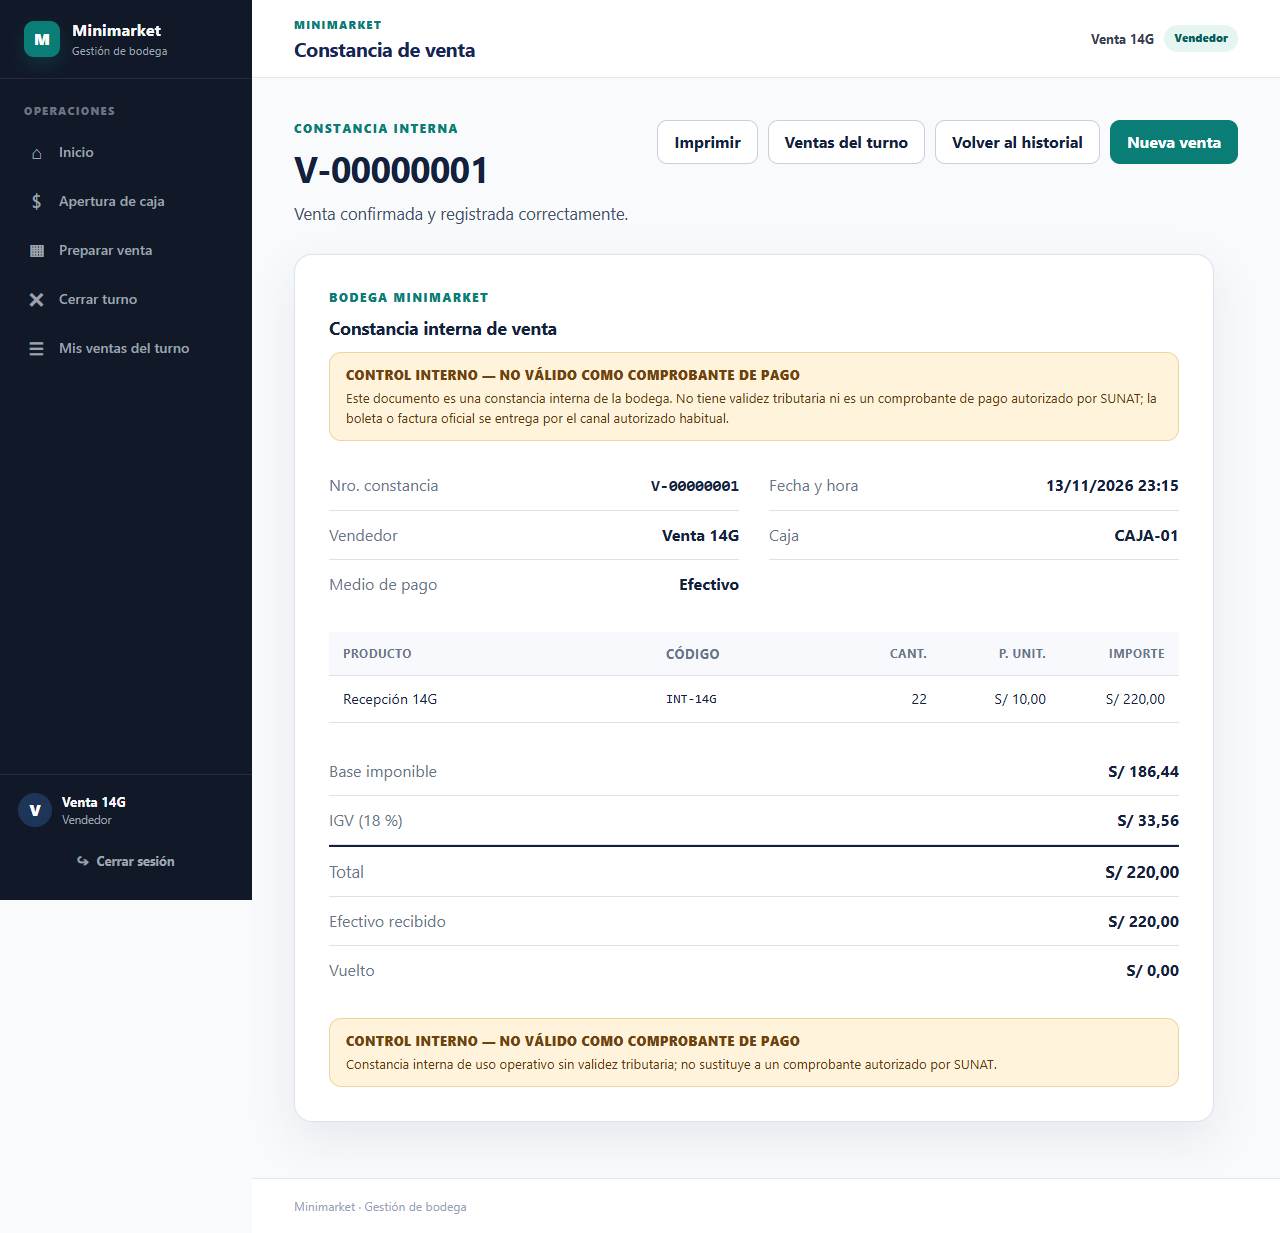 M
Minimarket
Gestión de bodega
OPERACIONES
Inicio
$ Apertura de caja
Preparar venta
Cerrar turno
Mis ventas del turno
V
Venta 14G
Vendedor
Cerrar sesión
MINIMARKET
Constancia de venta
Venta 14G
Vendedor
CONSTANCIA INTERNA
V-00000001
Venta confirmada y registrada correctamente.
Imprimir
Ventas del turno
Volver al historial
Nueva venta
BODEGA MINIMARKET
Constancia interna de venta
CONTROL INTERNO — NO VÁLIDO COMO COMPROBANTE DE PAGO
Este documento es una constancia interna de la bodega. No tiene validez tributaria ni es un comprobante de pago autorizado por SUNAT; la
boleta o factura oficial se entrega por el canal autorizado habitual.
Nro. constancia V-00000001 Fecha y hora 13/11/2026 23:15
Vendedor Venta 14G Caja CAJA-01
Medio de pago Efectivo
PRODUCTO CÓDIGO CANT. P. UNIT. IMPORTE
Recepción 14G INT-14G 22 S/ 10,00 S/ 220,00
Base imponible S/ 186,44
IGV (18 %) S/ 33,56
Total S/ 220,00
Efectivo recibido S/ 220,00
Vuelto S/ 0,00
CONTROL INTERNO — NO VÁLIDO COMO COMPROBANTE DE PAGO
Constancia interna de uso operativo sin validez tributaria; no sustituye a un comprobante autorizado por SUNAT.
Minimarket · Gestión de bodega